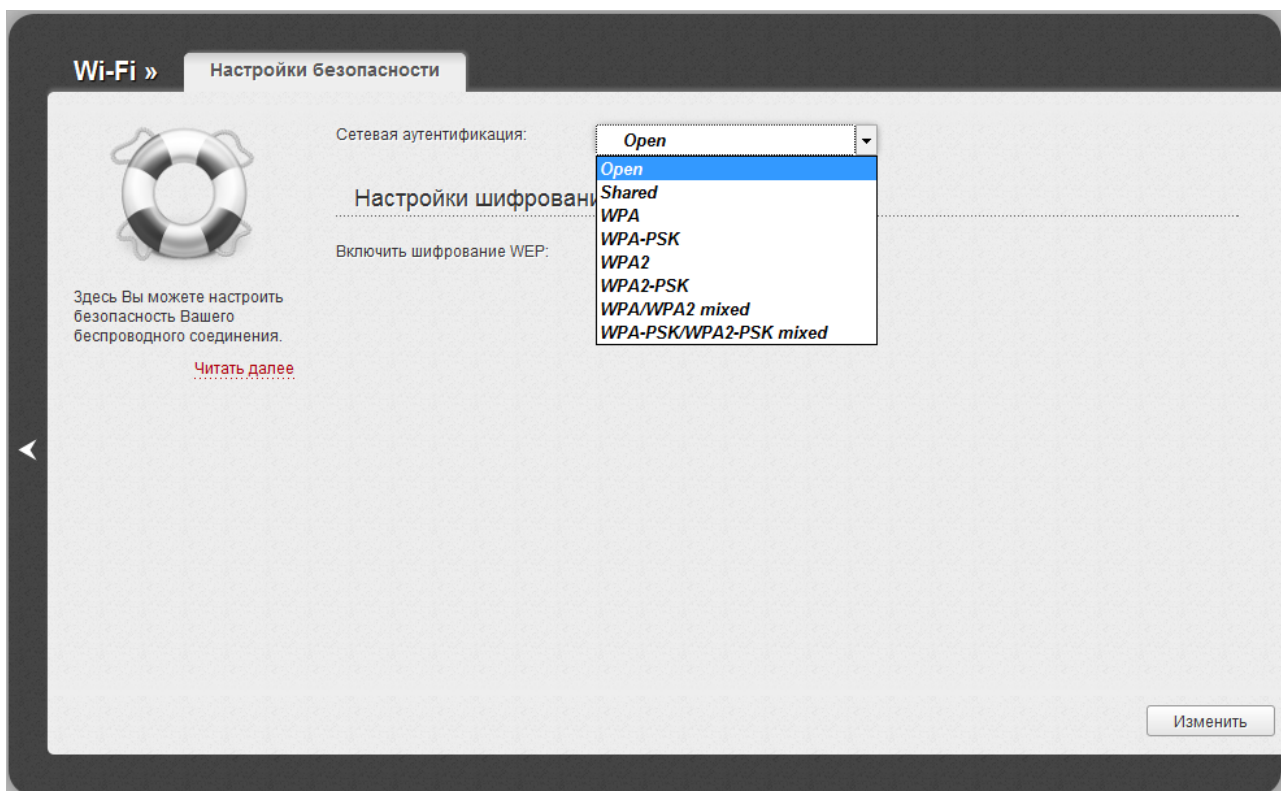 Wi-Fi »
Настройки безопасности
Сетевая аутентификация:
Open
Open
Shared
WPA
WPA-PSK
WPA2
WPA2-PSK
WPA/WPA2 mixed
WPA-PSK/WPA2-PSK mixed
Настройки
Включить шифрование WEP:
Здесь Вы можете настроить
безопасность Вашего
беспроводного соединения.
Читать далее
Изменить